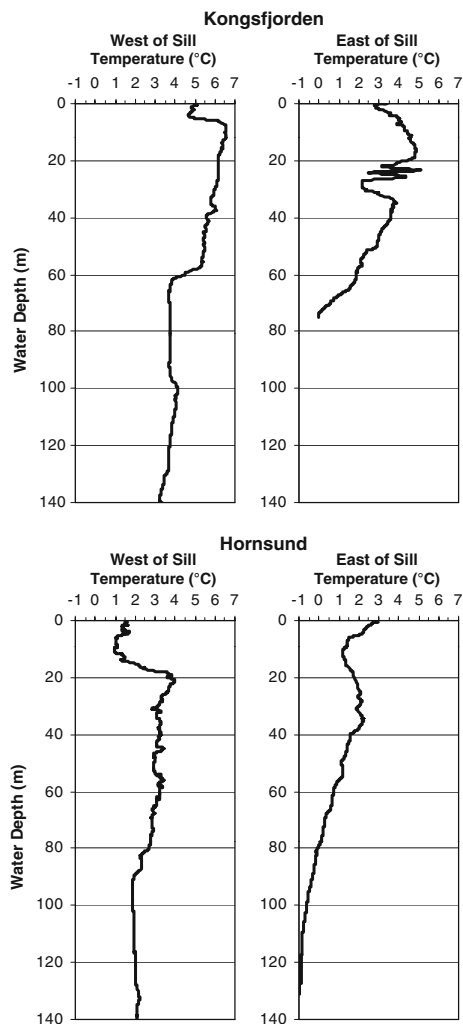 Kongsfjorden
West of Sill
Temperature (°C)
East of Sill
Temperature (°C)
-1 0 1 2 3 4 5 6 7
-1 0 1 2 3 4 5 6 7
0
20
40
60
80
100
120
140
0
20
40
60
80
100
120
140
Water Depth (m)
Hornsund
West of Sill
Temperature (°C)
East of Sill
Temperature (°C)
-1 0 1 2 3 4 5 6 7
-1 0 1 2 3 4 5 6 7
0
20
40
60
80
100
120
140
0
20
40
60
80
100
120
140
Water Depth (m)